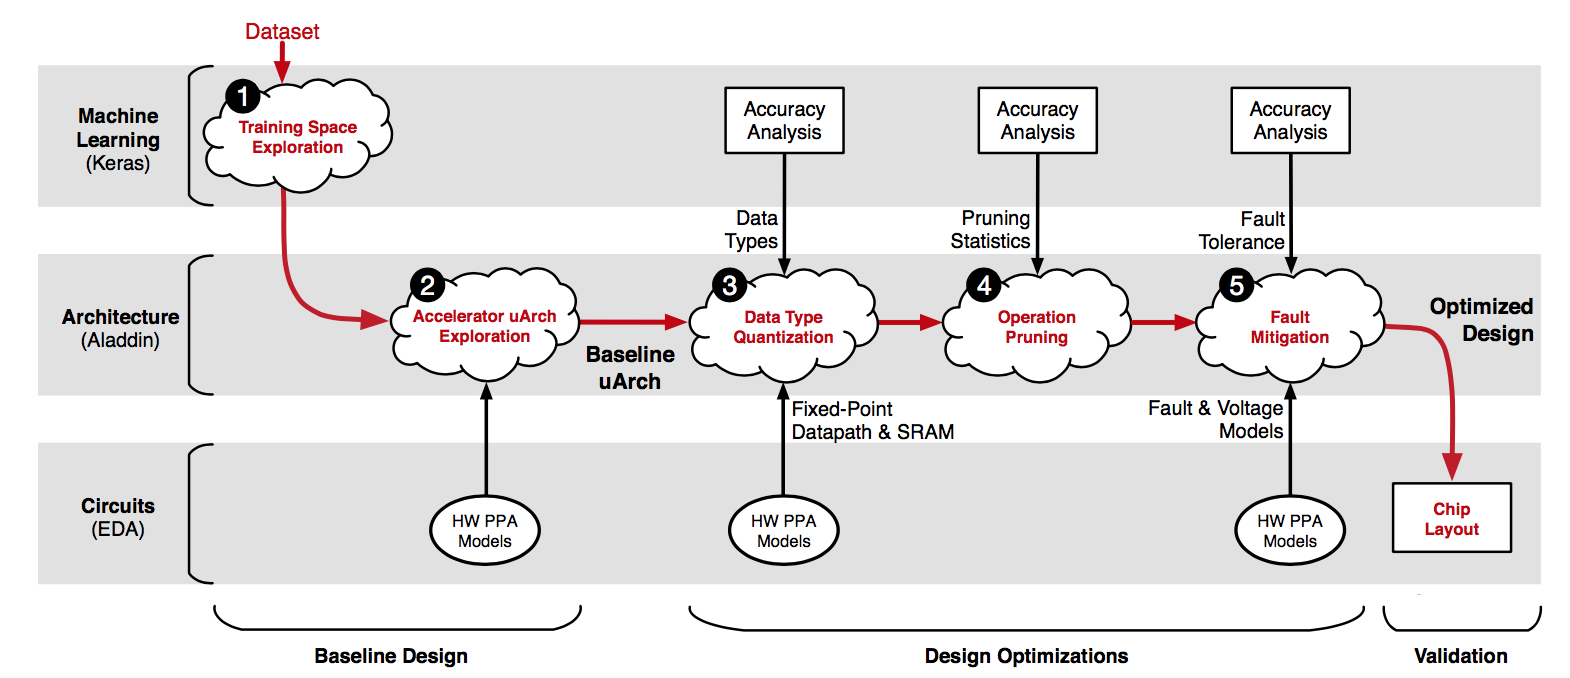 Dataset
Machine
Learning
(Keras)
1
Training Space
Exploration
Accuracy
Analysis
Accuracy
Analysis
Accuracy
Analysis
Data
Types
Pruning
Statistics
Fault
Tolerance
Architecture
(Aladdin)
2
Accelerator uArch
Exploration
Baseline
uArch
3
Data Type
Quantization
4
Operation
Pruning
5
Fault
Mitigation
Optimized
Design
Fixed-Point
Datapath & SRAM
Fault & Voltage
Models
Circuits
(EDA)
HW PPA
Models
HW PPA
Models
HW PPA
Models
Chip
Layout
Baseline Design
Design Optimizations
Validation